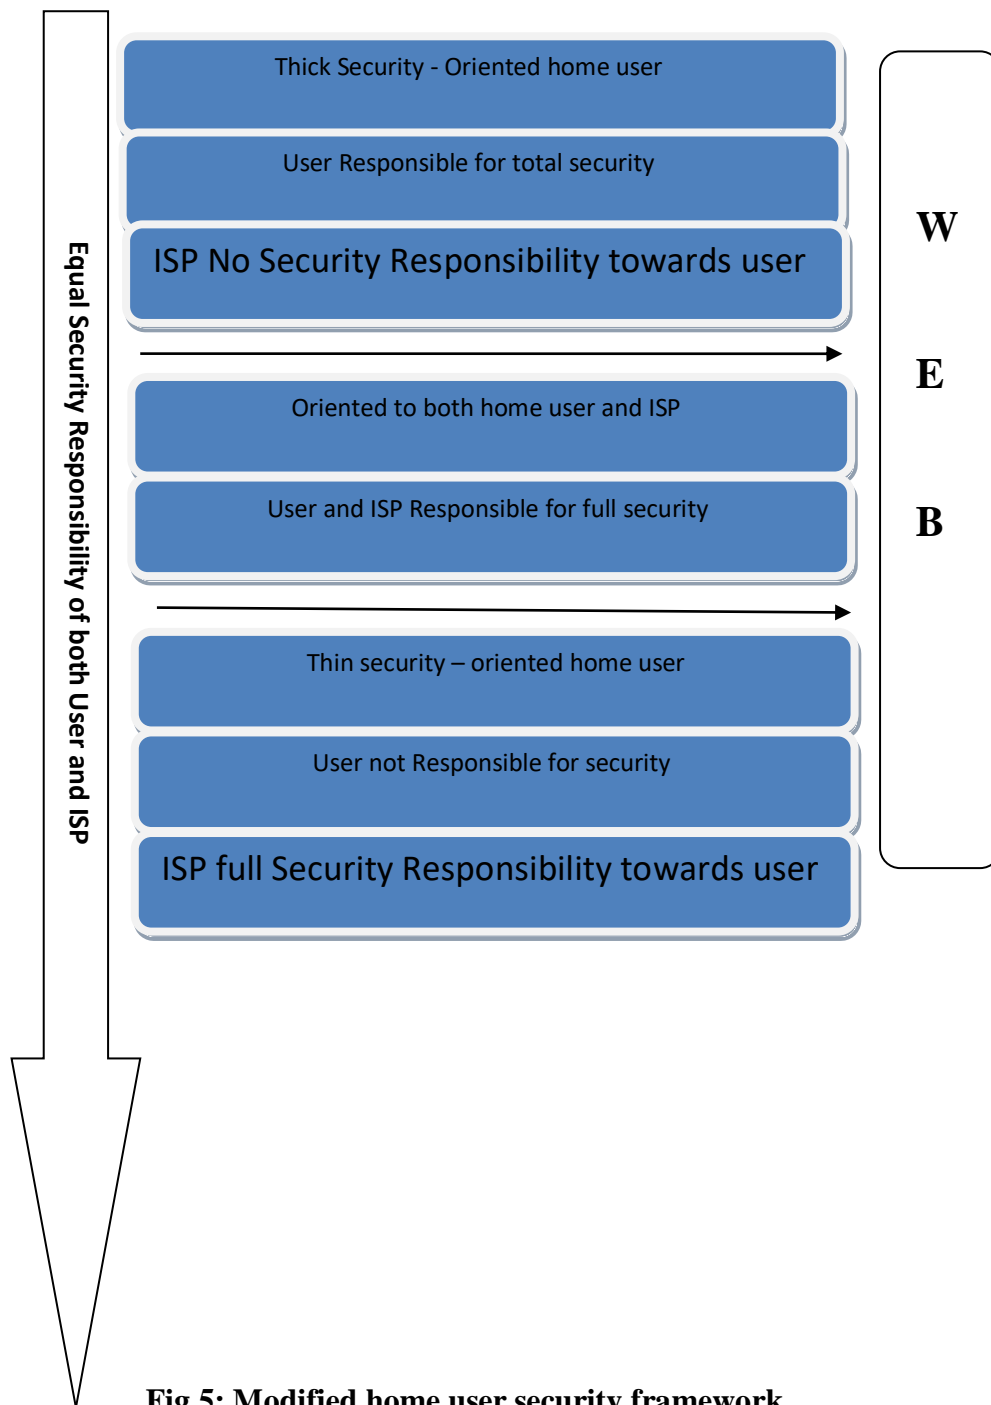 Thick Security - Oriented home user
User Responsible for total security
ISP No Security Responsibility towards user
Oriented to both home user and ISP
User and ISP Responsible for full security
Thin security – oriented home user
User not Responsible for security
ISP full Security Responsibility towards user
Equal Security Responsibility of both User and ISP
W
E
B
Fig 5: Modified home user security framework